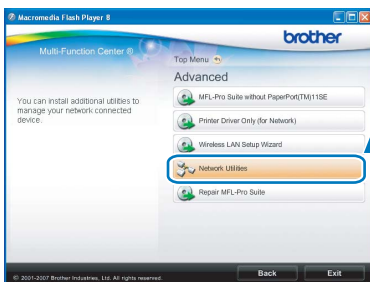 Macromedia Flash Player 8
brother
Multi-Function Center ®
Top Menu
Advanced
You can install additional utilities to
manage your network connected
device.
MFL-Pro Suite without PaperPort(TM)11SE
Printer Driver Only (for Network)
Wireless LAN Setup Wizard
Network Utilities
Repair MFL-Pro Suite
© 2001-2007 Brother Industries, Ltd. All rights reserved.
Back
Exit